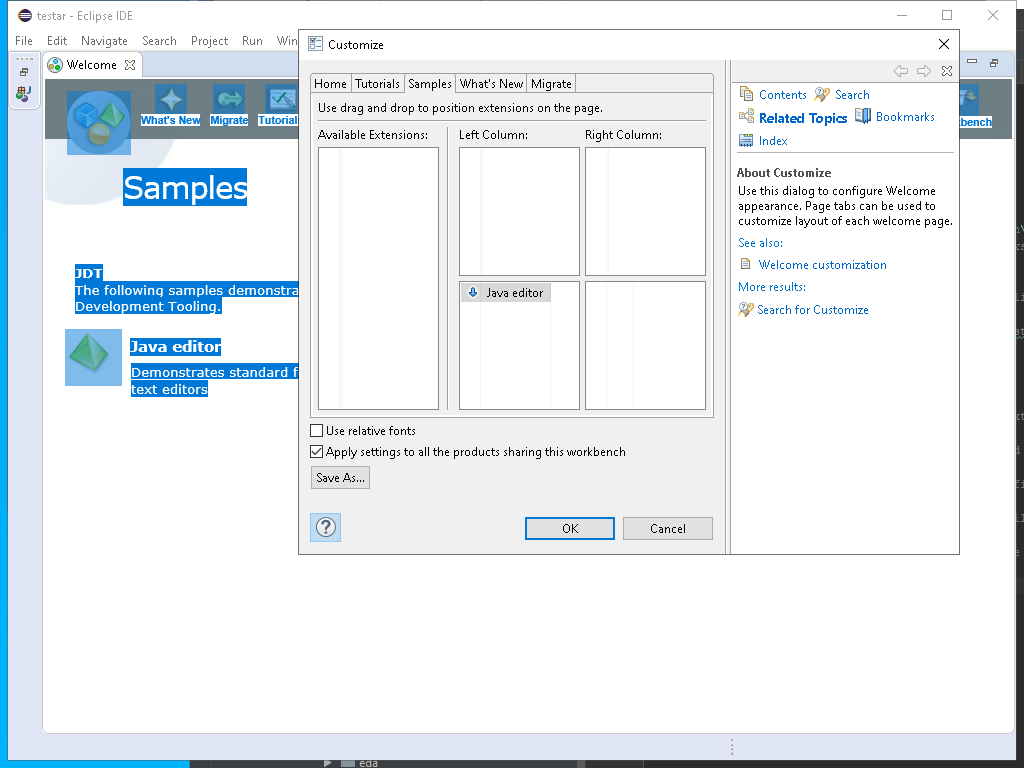 testar - Eclipse IDE
File Edit Navigate Search Project Run Win
Welcome
What's New Migrate Tutorial
Samples
JDT
The following samples demonstra
Development Tooling.
Java editor
Demonstrates standard f
text editors
Customize
Home Tutorials Samples What's New Migrate
Use drag and drop to position extensions on the page.
Available Extensions: Left Column: Right Column:
Java editor
Use relative fonts
Apply settings to all the products sharing this workbench
Save As...
OK Cancel
Contents Search
Related Topics Bookmarks
Index
About Customize
Use this dialog to configure Welcome
appearance. Page tabs can be used to
customize layout of each welcome page.
See also:
Welcome customization
More results:
Search for Customize
kbench
eda